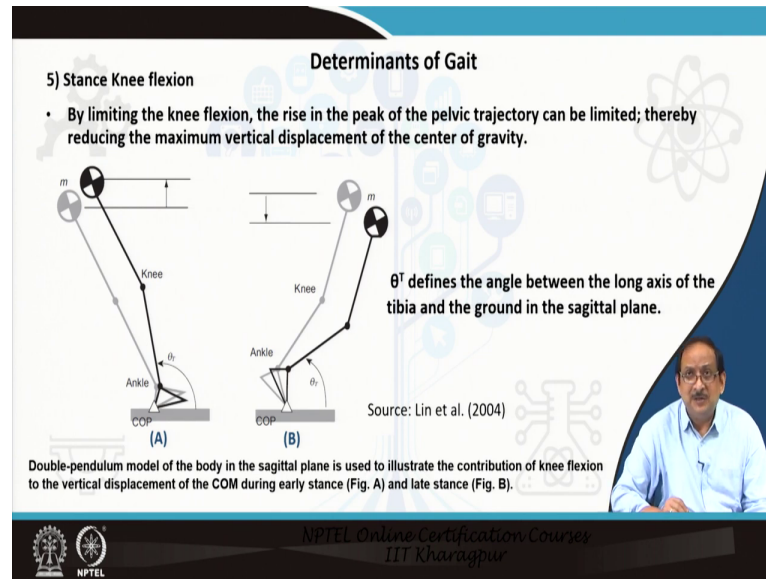 Determinants of Gait
5) Stance Knee flexion
• By limiting the knee flexion, the rise in the peak of the pelvic trajectory can be limited; thereby
reducing the maximum vertical displacement of the center of gravity.
m
Knee
θT
Ankle
COP
(A)
m
Knee
Ankle
θT
COP
(B)
θᵀ defines the angle between the long axis of the
tibia and the ground in the sagittal plane.
Source: Lin et al. (2004)
Double-pendulum model of the body in the sagittal plane is used to illustrate the contribution of knee flexion
to the vertical displacement of the COM during early stance (Fig. A) and late stance (Fig. B).
NPTEL
NPTEL Online Certification Courses
IIT Kharagpur